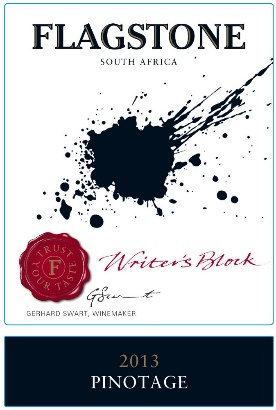 FLAGSTONE
SOUTH AFRICA
TRUST
F
YOUR TASTE
Writer's Block
GERHARD SWART, WINEMAKER
2013
PINOTAGE